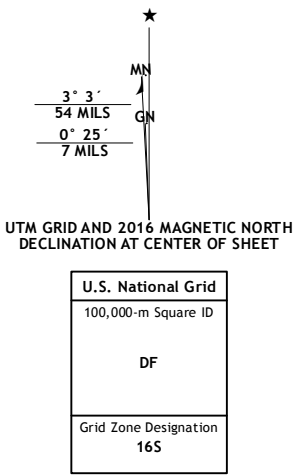 ★
MN
3° 3´
54 MILS
GN
0° 25´
7 MILS
UTM GRID AND 2016 MAGNETIC NORTH
DECLINATION AT CENTER OF SHEET
U.S. National Grid
100,000-m Square ID
DF
Grid Zone Designation
16S